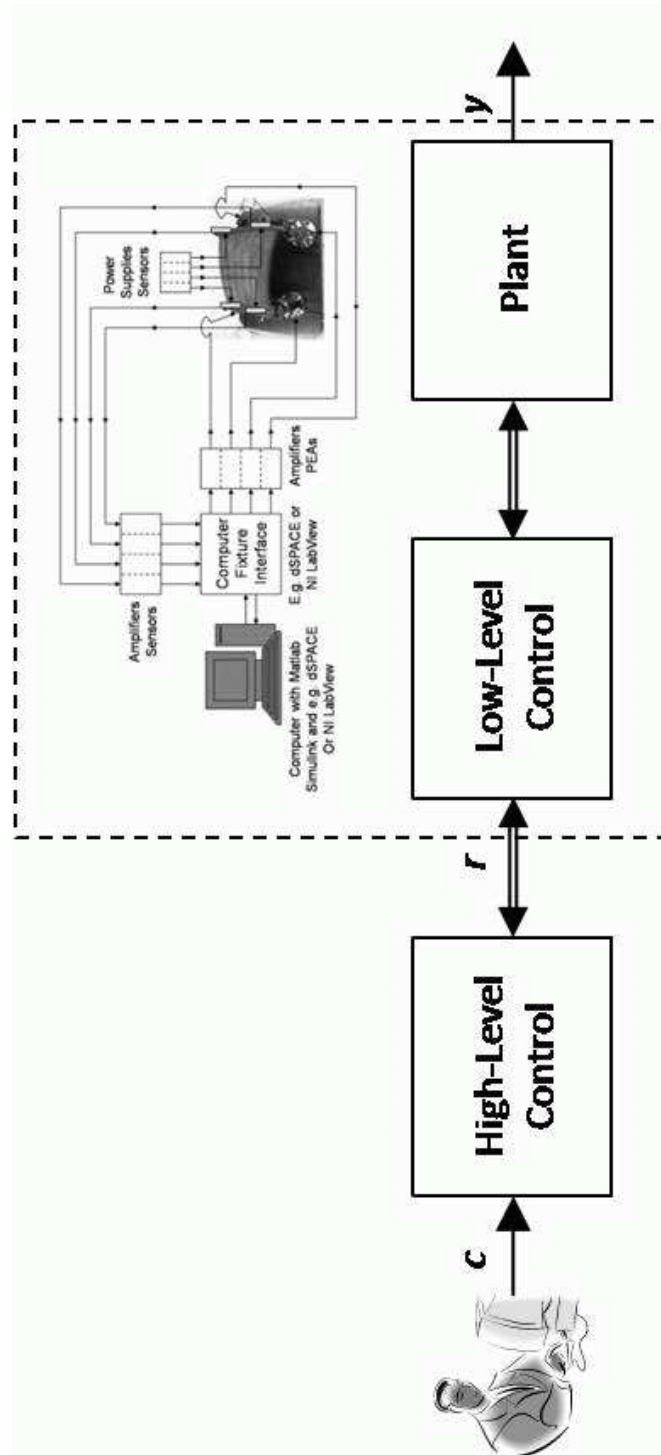 Power
Supplies
Sensors
Amplifiers
Sensors
Computer
Fixture
Interface
Amplifiers
PEAs
E.g. dSPACE or
NI LabView
Computer with Matlab
Simulink and e.g. dSPACE
Or NI LabView
c
High-Level
Control
r
Low-Level
Control
Plant
y